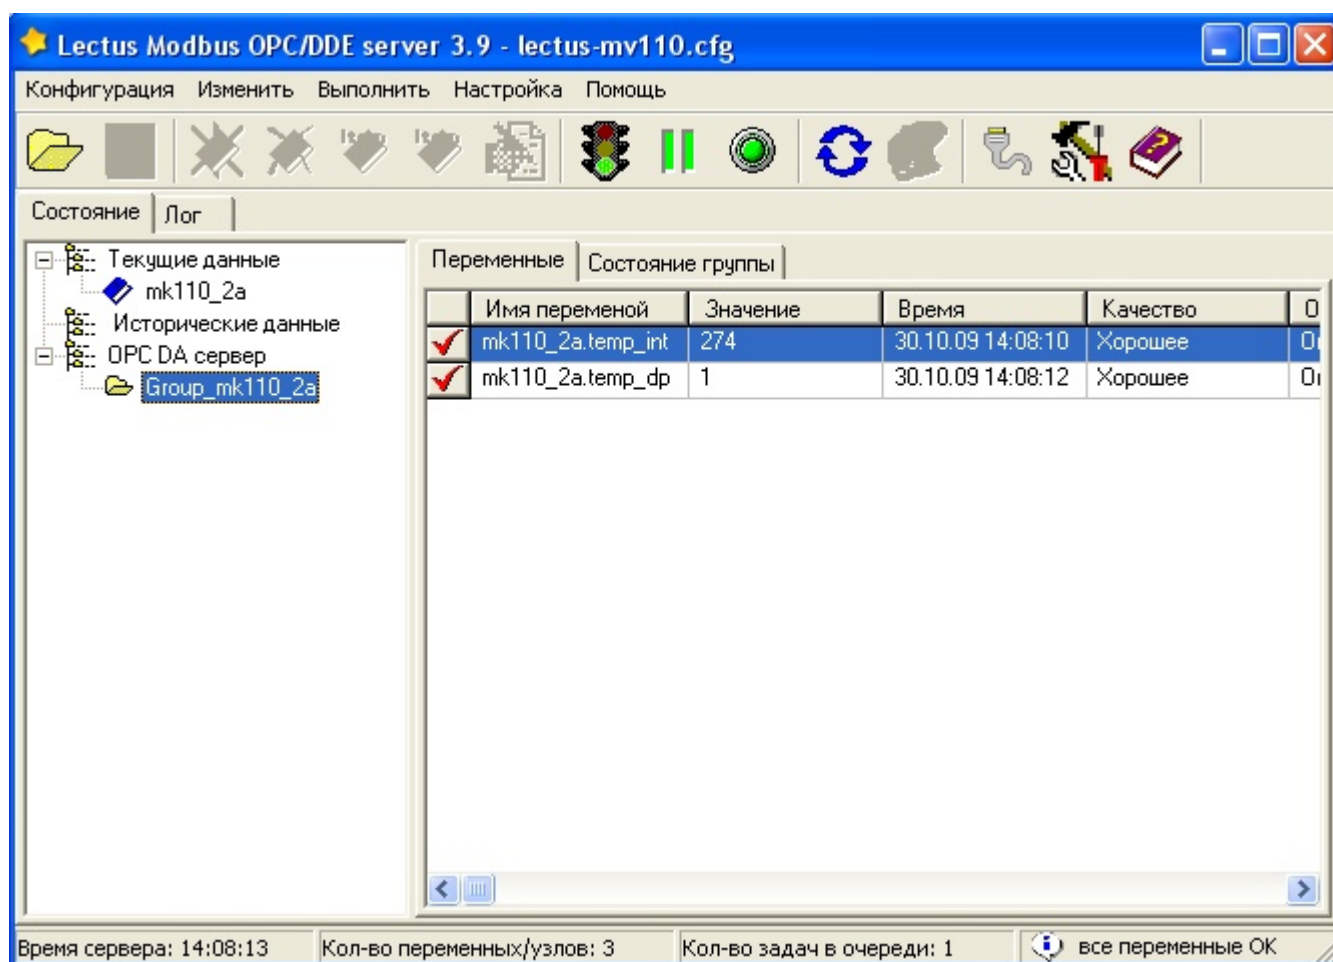 Lectus Modbus OPC/DDE server 3.9 - lectus-mv110.cfg
Конфигурация Изменить Выполнить Настройка Помощь
Состояние Лог
Текущие данные
mk110_2a
Исторические данные
OPC DA сервер
Group_mk110_2a
Переменные Состояние группы
Имя переменой Значение Время Качество
mk110_2a.temp_int 274 30.10.09 14:08:10 Хорошее
mk110_2a.temp_dp 1 30.10.09 14:08:12 Хорошее
Время сервера: 14:08:13 Кол-во переменных/узлов: 3 Кол-во задач в очереди: 1 все переменные ОК